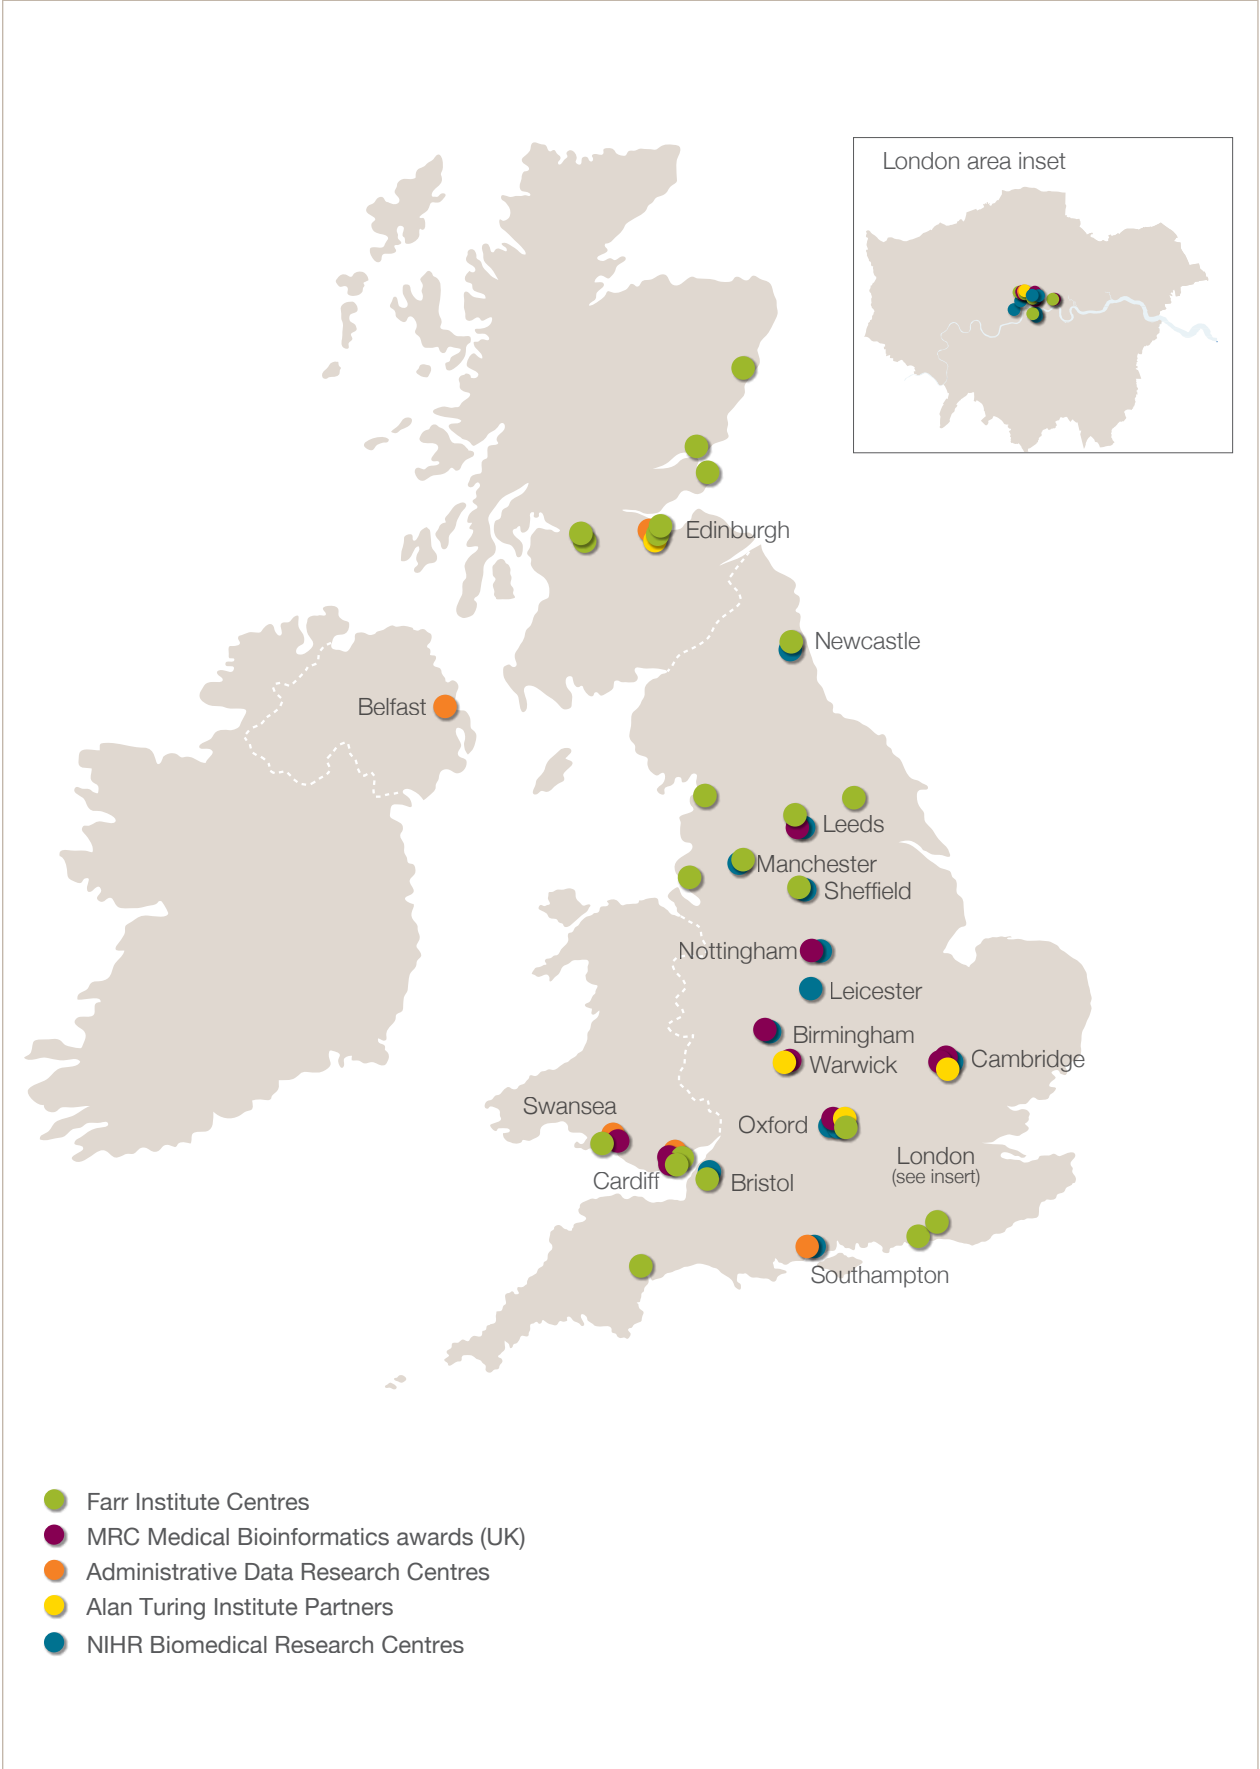 London area inset
Edinburgh
Newcastle
Belfast
Leeds
Manchester
Sheffield
Nottingham
Leicester
Birmingham
Cambridge
Warwick
Swansea
Oxford
London
(see insert)
Cardiff
Bristol
Southampton
Farr Institute Centres
MRC Medical Bioinformatics awards (UK)
Administrative Data Research Centres
Alan Turing Institute Partners
NIHR Biomedical Research Centres